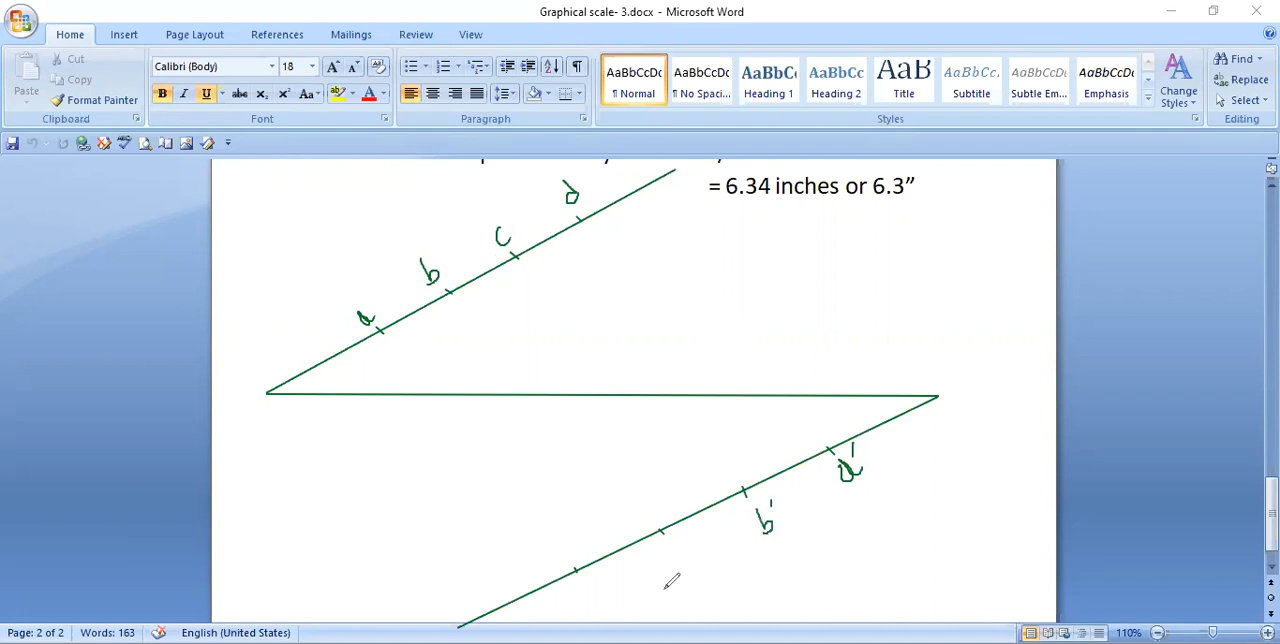 Graphical scale- 3.docx - Microsoft Word
Home Insert Page Layout References Mailings Review View
Cut
Copy
Paste
Format Painter
Clipboard
Calibri (Body) 18
Font
Paragraph
AaBbCcDc AaBbCcDc AaBbCc AaBbCc AaB AaBbCc. AaBbCcDc AaBbCcDc
¶ Normal ¶ No Spaci... Heading 1 Heading 2 Title Subtitle Subtle Em... Emphasis
Styles
Change Styles
Find
Replace
Select
Editing
= 6.34 inches or 6.3”
d
c
b
a
a'
b'
Page: 2 of 2 Words: 163 English (United States) 110%